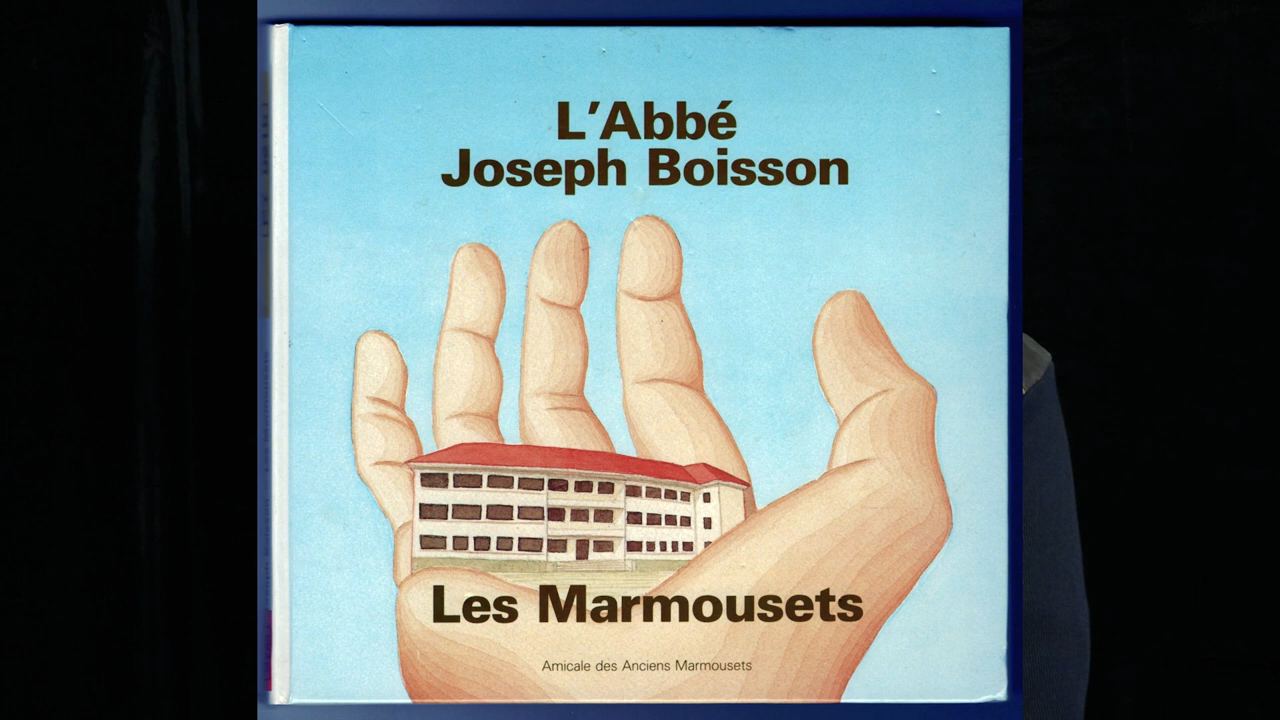 L'Abbé
Joseph Boisson
Les Marmousets
Amicale des Anciens Marmousets